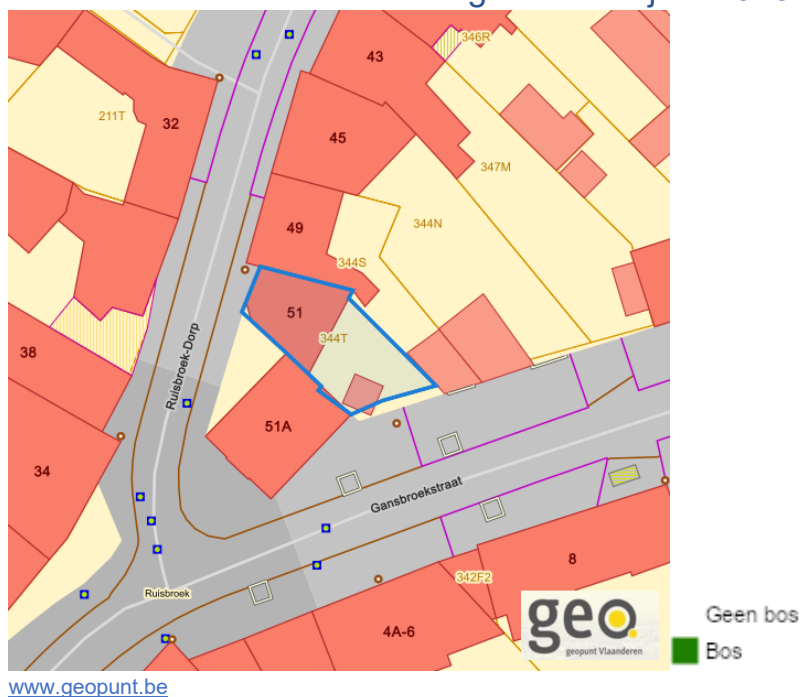 346R
43
211T
32
45
347M
344N
49
344S
51
344T
Ruisbroek-Dorp
38
51A
34
Gansbroekstraat
8
342F2
Ruisbroek
4A-6
geo.
geopunt Vlaanderen
Geen bos
Bos
www.geopunt.be